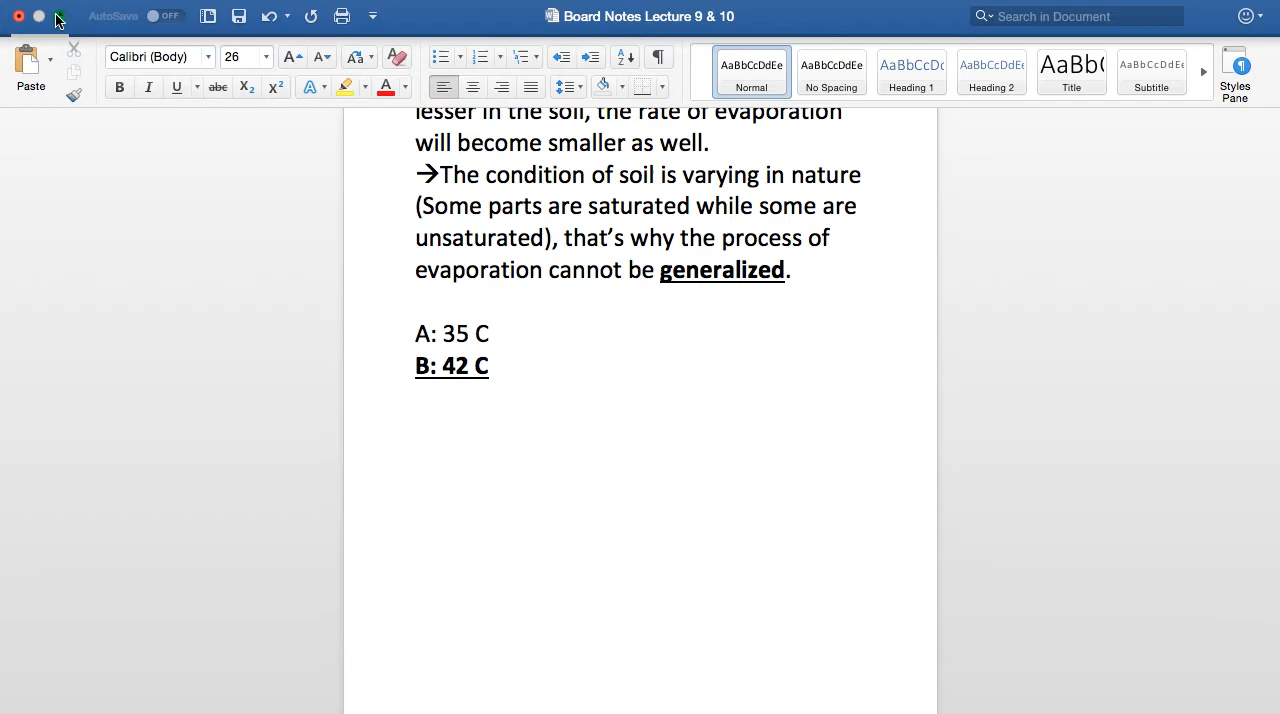 AutoSave OFF
Board Notes Lecture 9 & 10
Search in Document
Paste
Calibri (Body)
26
AaBbCcDdEe
Normal
AaBbCcDdEe
No Spacing
AaBbCcDc
Heading 1
AaBbCcDdEe
Heading 2
AaBb(
Title
AaBbCcDdEe
Subtitle
Styles
Pane
lesser in the soil, the rate of evaporation
will become smaller as well.
→The condition of soil is varying in nature
(Some parts are saturated while some are
unsaturated), that’s why the process of
evaporation cannot be generalized.
A: 35 C
B: 42 C